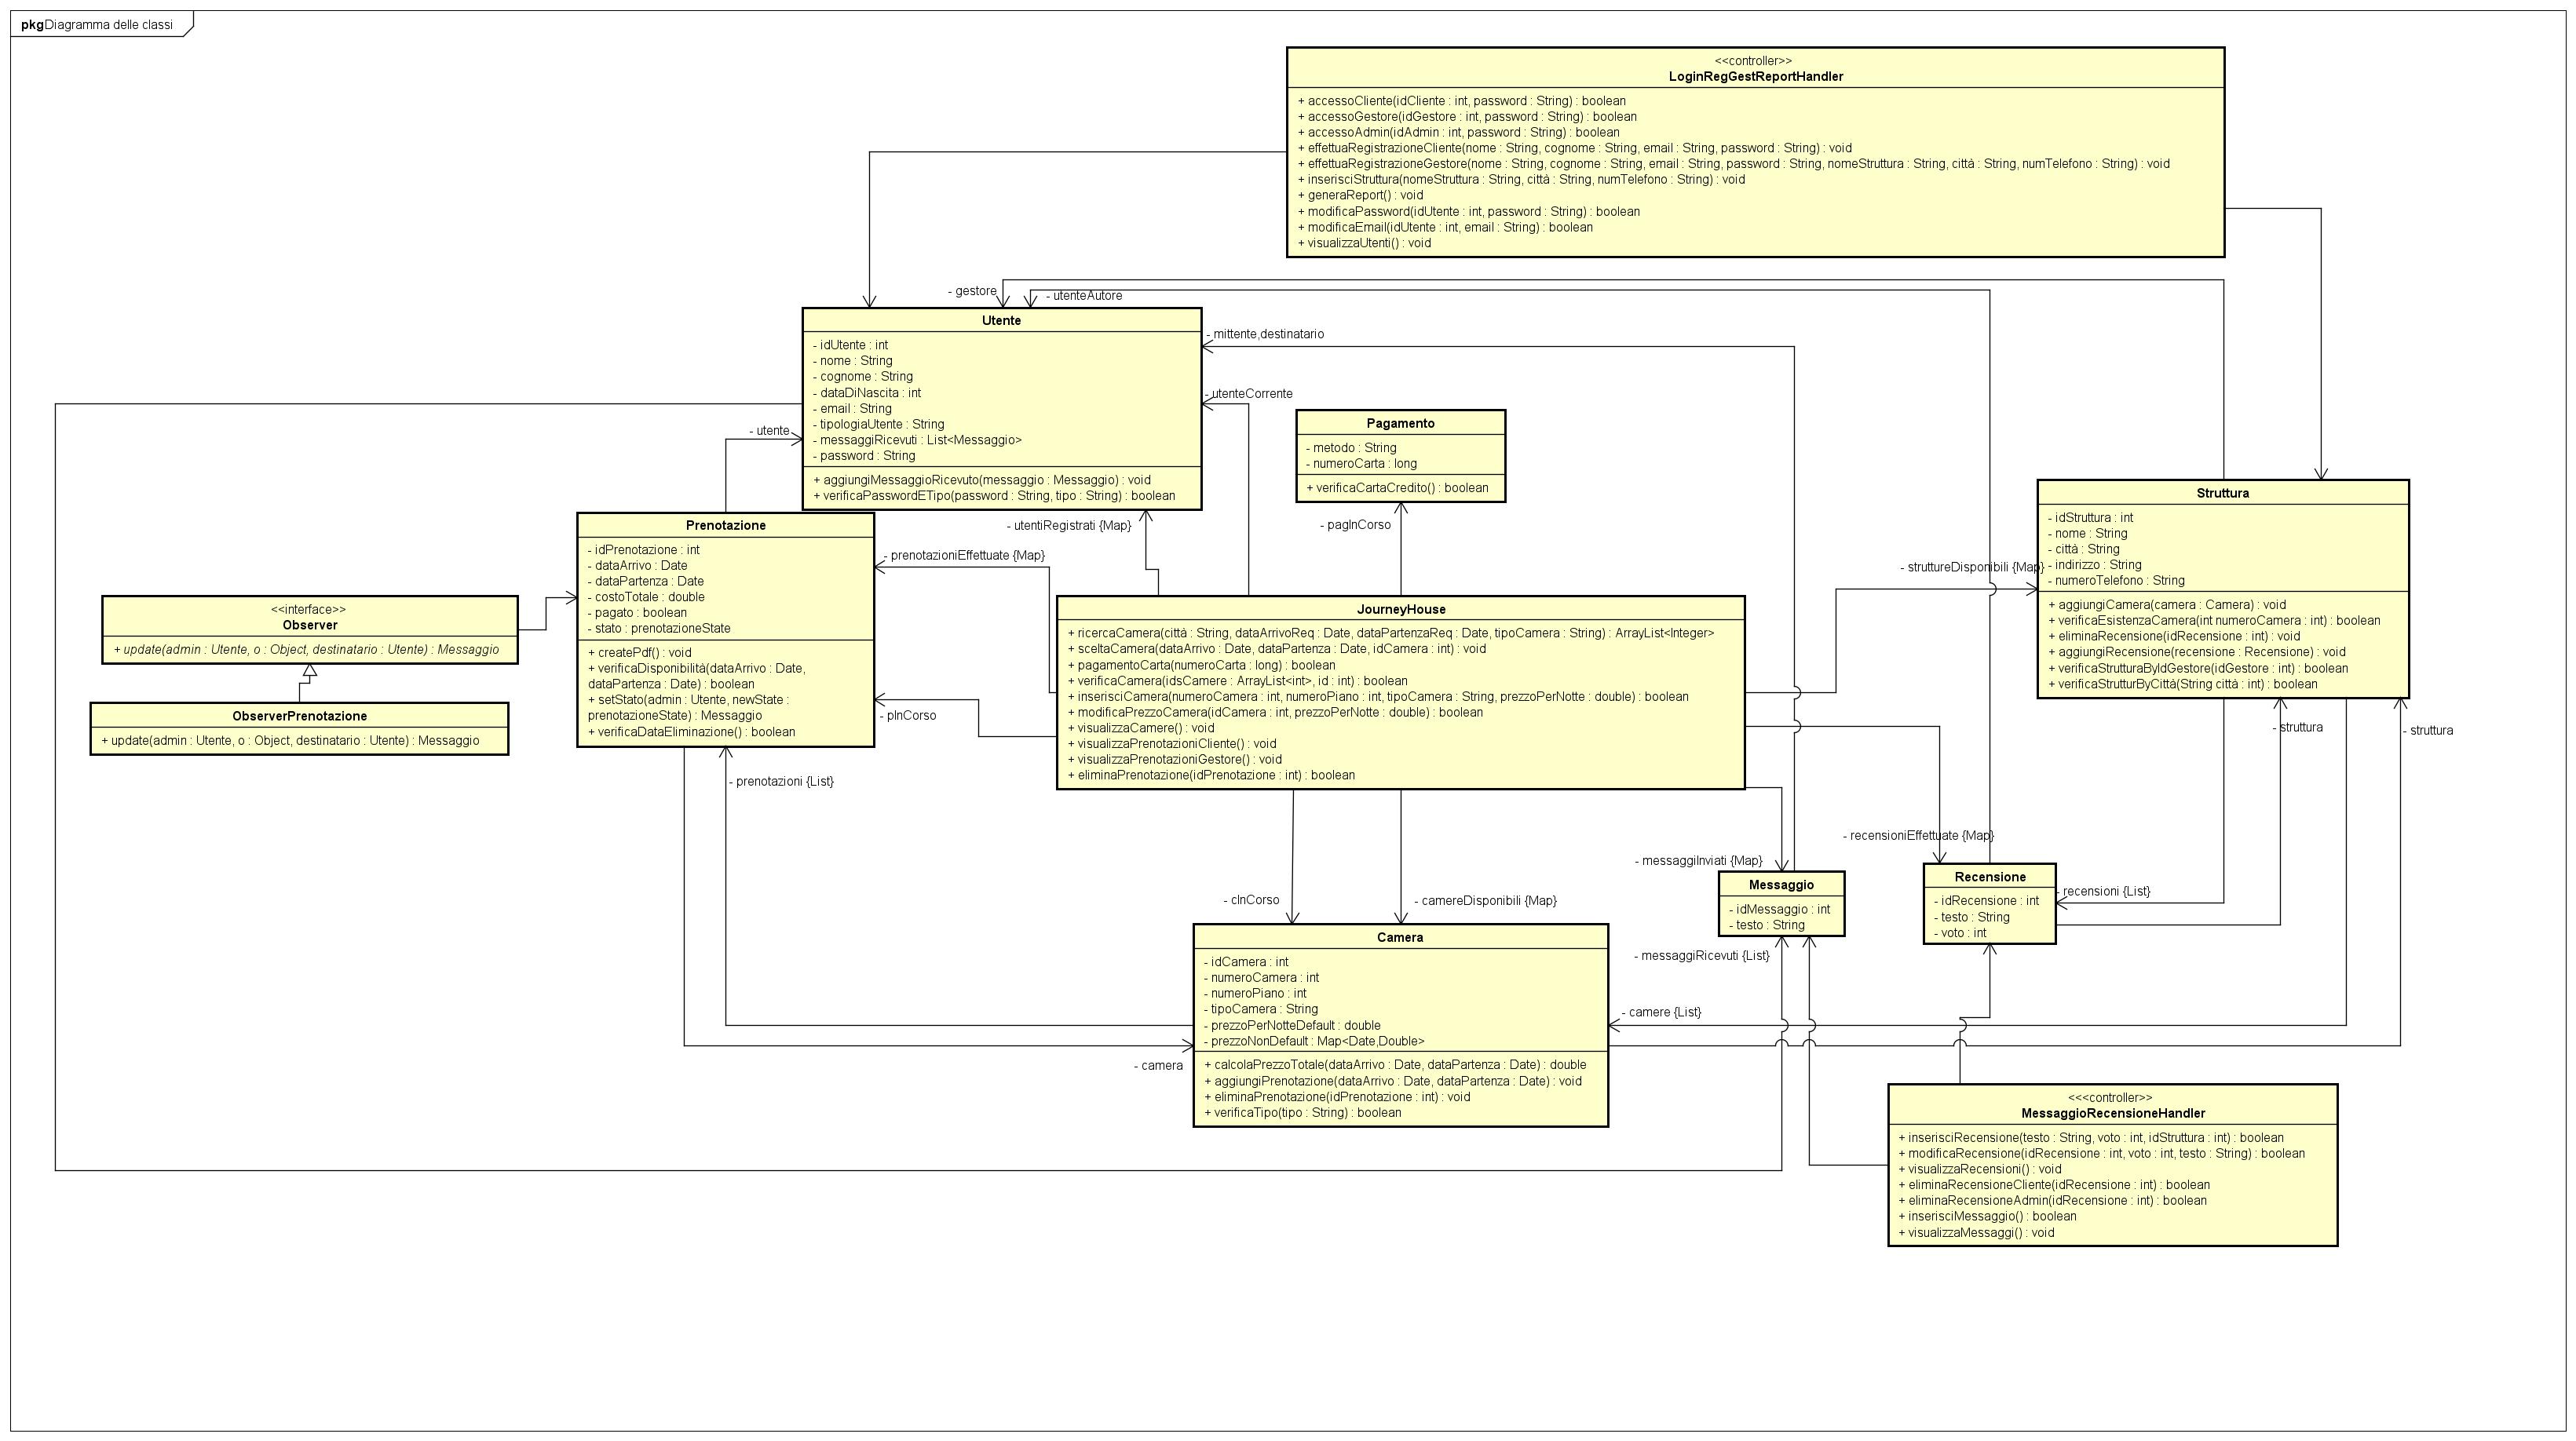 pkg Diagramma delle classi
<<controller>>
LoginRegGestReportHandler
+ accessoCliente(idCliente : int, password : String) : boolean
+ accessoGestore(idGestore : int, password : String) : boolean
+ accessoAdmin(idAdmin : int, password : String) : boolean
+ effettuaRegistrazioneCliente(nome : String, cognome : String, email : String, password : String) : void
+ effettuaRegistrazioneGestore(nome : String, cognome : String, email : String, password : String, nomeStruttura : String, città : String, numTelefono : String) : void
+ inserisciStruttura(nomeStruttura : String, città : String, numTelefono : String) : void
+ generaReport() : void
+ modificaPassword(idUtente : int, password : String) : boolean
+ modificaEmail(idUtente : int, email : String) : boolean
+ visualizzaUtenti() : void
- gestore
- utenteAutore
Utente
- idUtente : int
- nome : String
- cognome : String
- dataDiNascita : int
- email : String
- tipologiaUtente : String
- messaggiRicevuti : List<Messaggio>
- password : String
+ aggiungiMessaggioRicevuto(messaggio : Messaggio) : void
+ verificaPasswordETipo(password : String, tipo : String) : boolean
- mittente,destinatario
- utenteCorrente
- utente
- utentiRegistrati {Map}
Pagamento
- metodo : String
- numeroCarta : long
+ verificaCartaCredito() : boolean
- pagInCorso
Struttura
- idStruttura : int
- nome : String
- città : String
- indirizzo : String
- numeroTelefono : String
+ aggiungiCamera(camera : Camera) : void
+ verificaEsistenzaCamera(int numeroCamera : int) : boolean
+ eliminaRecensione(idRecensione : int) : void
+ aggiungiRecensione(recensione : Recensione) : void
+ verificaStrutturaByIdGestore(idGestore : int) : boolean
+ verificaStrutturByCittà(String città : int) : boolean
- struttureDisponibili {Map}
Prenotazione
- idPrenotazione : int
- dataArrivo : Date
- dataPartenza : Date
- costoTotale : double
- pagato : boolean
- stato : prenotazioneState
+ createPdf() : void
+ verificaDisponibilità(dataArrivo : Date,
dataPartenza : Date) : boolean
+ setStato(admin : Utente, newState :
prenotazioneState) : Messaggio
+ verificaDataEliminazione() : boolean
- prenotazioniEffettuate {Map}
- pInCorso
<<interface>>
Observer
+ update(admin : Utente, o : Object, destinatario : Utente) : Messaggio
ObserverPrenotazione
+ update(admin : Utente, o : Object, destinatario : Utente) : Messaggio
JourneyHouse
+ ricercaCamera(città : String, dataArrivoReq : Date, dataPartenzaReq : Date, tipoCamera : String) : ArrayList<Integer>
+ sceltaCamera(dataArrivo : Date, dataPartenza : Date, idCamera : int) : void
+ pagamentoCarta(numeroCarta : long) : boolean
+ verificaCamera(idsCamere : ArrayList<int>, id : int) : boolean
+ inserisciCamera(numeroCamera : int, numeroPiano : int, tipoCamera : String, prezzoPerNotte : double) : boolean
+ modificaPrezzoCamera(idCamera : int, prezzoPerNotte : double) : boolean
+ visualizzaCamere() : void
+ visualizzaPrenotazioniCliente() : void
+ visualizzaPrenotazioniGestore() : void
+ eliminaPrenotazione(idPrenotazione : int) : boolean
- struttura
- struttura
- prenotazioni {List}
- recensioniEffettuate {Map}
- messaggiInviati {Map}
Messaggio
- idMessaggio : int
- testo : String
- messaggiRicevuti {List}
Recensione
- idRecensione : int
- testo : String
- voto : int
- recensioni {List}
- cInCorso
- camereDisponibili {Map}
Camera
- idCamera : int
- numeroCamera : int
- numeroPiano : int
- tipoCamera : String
- prezzoPerNotteDefault : double
- prezzoNonDefault : Map<Date,Double>
+ calcolaPrezzoTotale(dataArrivo : Date, dataPartenza : Date) : double
+ aggiungiPrenotazione(dataArrivo : Date, dataPartenza : Date) : void
+ eliminaPrenotazione(idPrenotazione : int) : void
+ verificaTipo(tipo : String) : boolean
- camere {List}
- camera
<<<controller>>
MessaggioRecensioneHandler
+ inserisciRecensione(testo : String, voto : int, idStruttura : int) : boolean
+ modificaRecensione(idRecensione : int, voto : int, testo : String) : boolean
+ visualizzaRecensioni() : void
+ eliminaRecensioneCliente(idRecensione : int) : boolean
+ eliminaRecensioneAdmin(idRecensione : int) : boolean
+ inserisciMessaggio() : boolean
+ visualizzaMessaggi() : void